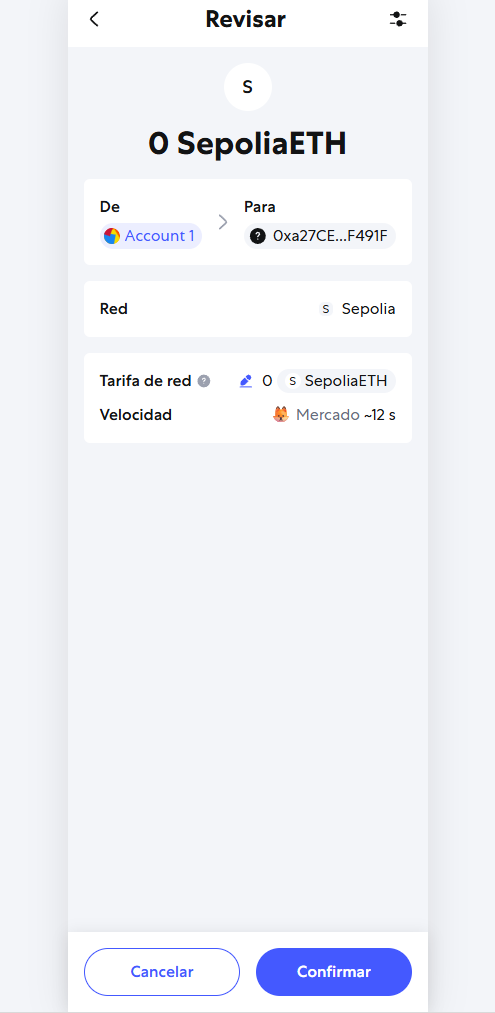 Revisar
S
0 SepoliaETH
De
Para
Account 1
? 0xa27CE...F491F
Red
S Sepolia
Tarifa de red ? 0 S SepoliaETH
Velocidad Mercado ~12 s
Cancelar
Confirmar